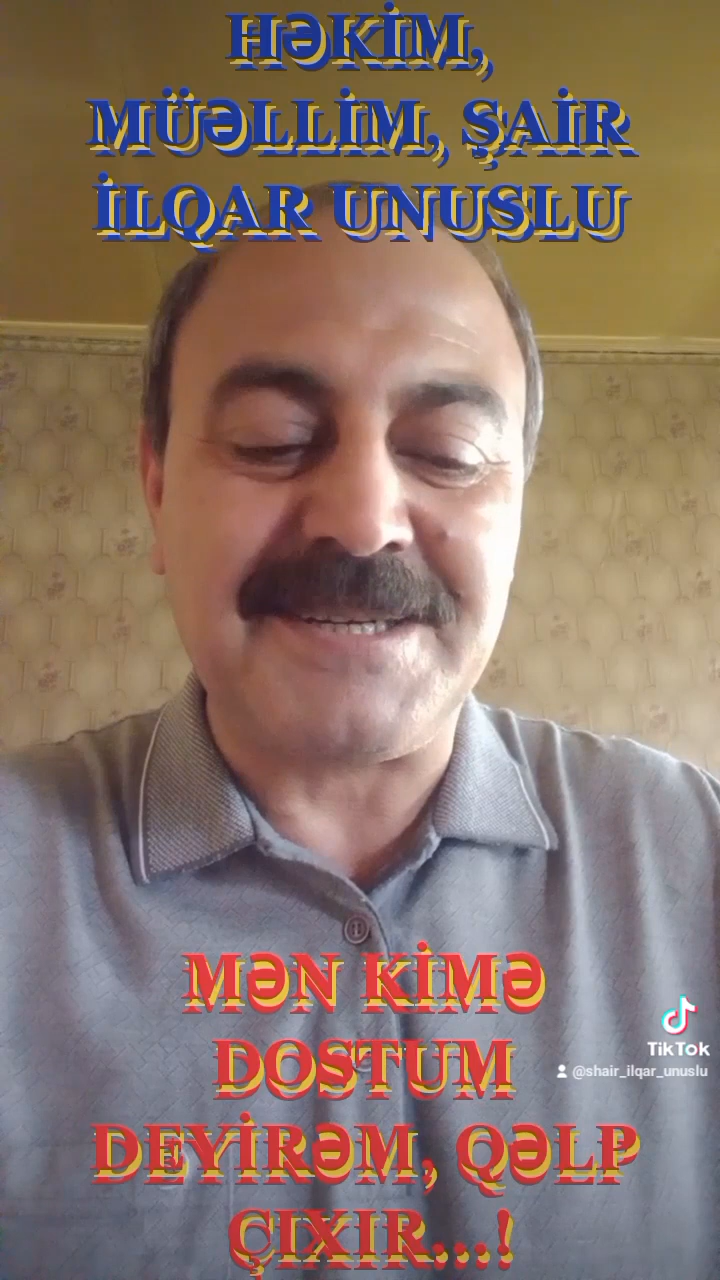 HƏKİM,
MÜƏLLİM, ŞAİR
İLQAR UNUSLU
MƏN KİMƏ
DOSTUM
DEYİRƏM, QƏLP
ÇIXIR...!
TikTok
@shair_ilqar_unuslu